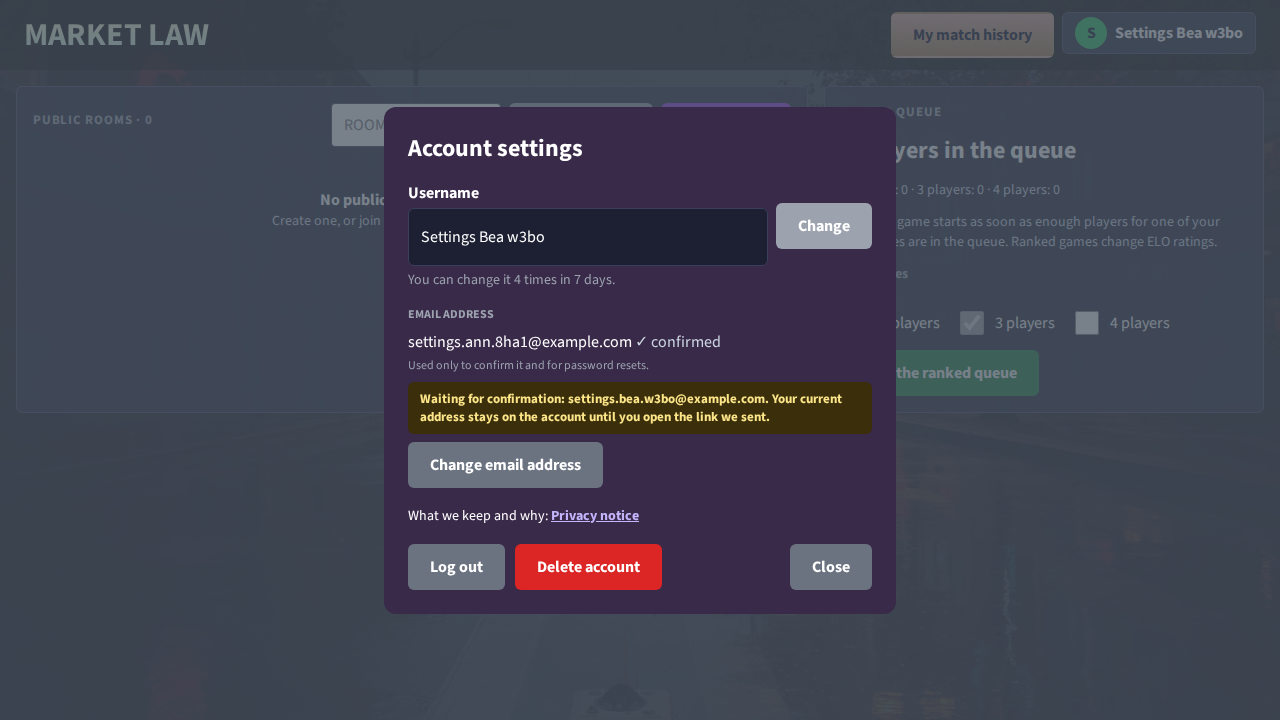 MARKET LAW
My match history
S
Settings Bea w3bo
PUBLIC ROOMS · 0
ROOM
QUEUE
yers in the queue
: 0 · 3 players: 0 · 4 players: 0
No public
Create one, or join
game starts as soon as enough players for one of your
es are in the queue. Ranked games change ELO ratings.
es
players
3 players
4 players
the ranked queue
Account settings
Username
Settings Bea w3bo
Change
You can change it 4 times in 7 days.
EMAIL ADDRESS
settings.ann.8ha1@example.com ✓ confirmed
Used only to confirm it and for password resets.
Waiting for confirmation: settings.bea.w3bo@example.com. Your current
address stays on the account until you open the link we sent.
Change email address
What we keep and why: Privacy notice
Log out
Delete account
Close